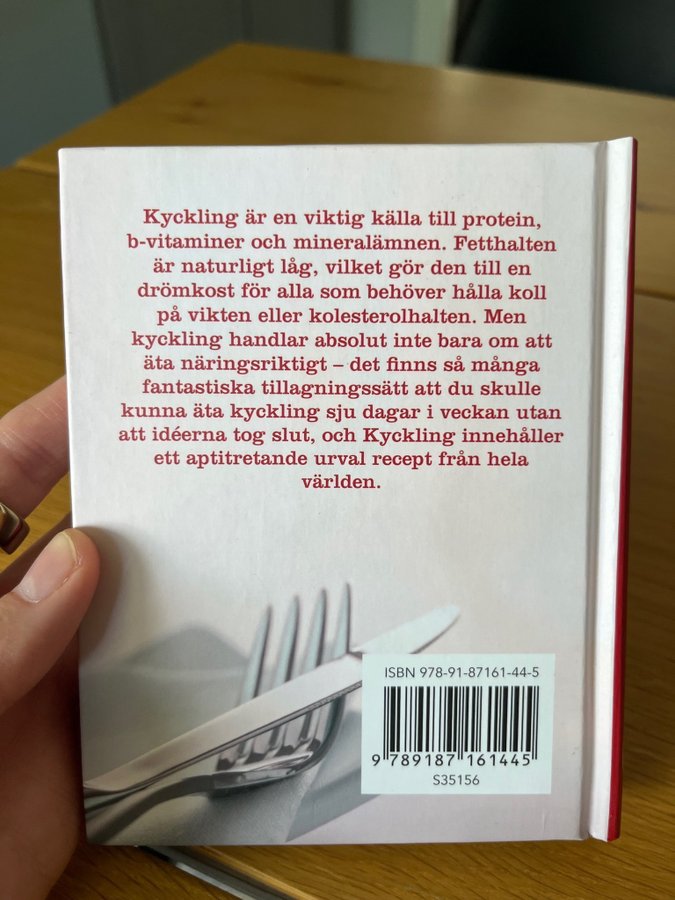 Kyckling är en viktig källa till protein,
b-vitaminer och mineralämnen. Fetthalten
är naturligt låg, vilket gör den till en
drömkost för alla som behöver hålla koll
på vikten eller kolesterolhalten. Men
kyckling handlar absolut inte bara om att
äta näringsriktigt – det finns så många
fantastiska tillagningssätt att du skulle
kunna äta kyckling sju dagar i veckan utan
att idéerna tog slut, och Kyckling innehåller
ett aptitretande urval recept från hela
världen.
ISBN 978-91-87161-44-5
9 789187 161445
S35156